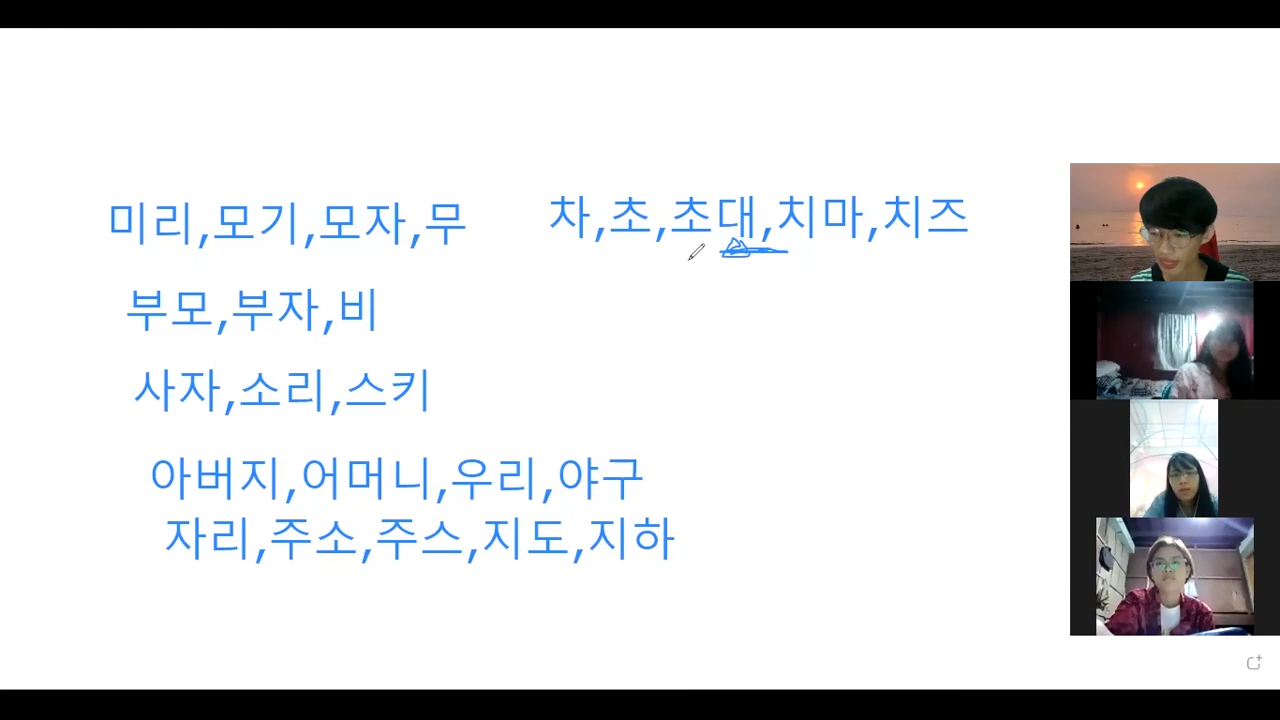 미리,모기,모자,무
차,초,초대,치마,치즈
부모,부자,비
사자,소리,스키
아버지,어머니,우리,야구
자리,주소,주스,지도,지하